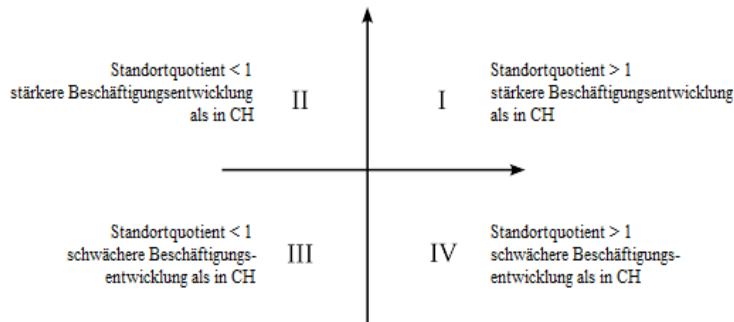 Standortquotient < 1
stärkere Beschäftigungsentwicklung
als in CH
II
I
Standortquotient > 1
stärkere Beschäftigungsentwicklung
als in CH
Standortquotient < 1
schwächere Beschäftigungs-
entwicklung als in CH
III
IV
Standortquotient > 1
schwächere Beschäftigungs-
entwicklung als in CH